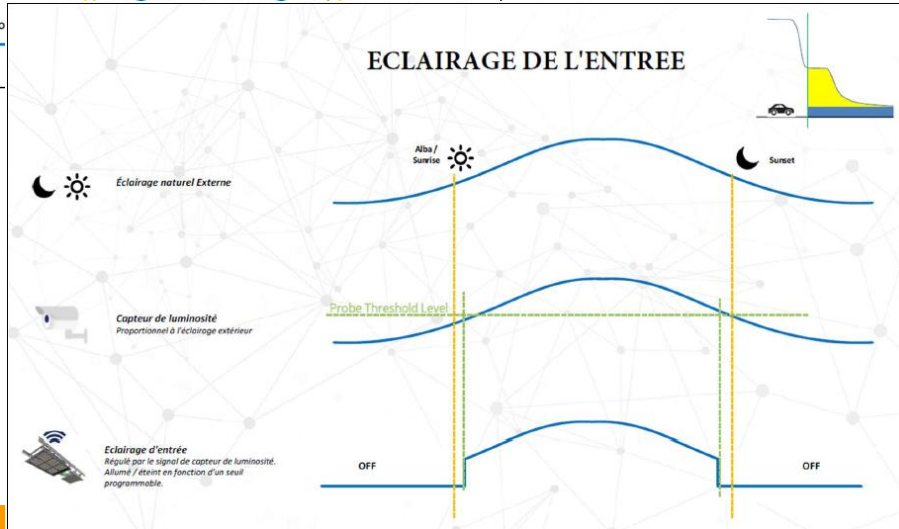 ECLAIRAGE DE L'ENTREE
Alba /
Sunrise
Sunset
Éclairage naturel Externe
Probe Threshold Level
Capteur de luminosité
Proportionnel à l'éclairage extérieur
Eclairage d'entrée
Régulé par le signal de capteur de luminosité.
Allumé / éteint en fonction d'un seuil
programmable.
OFF
OFF